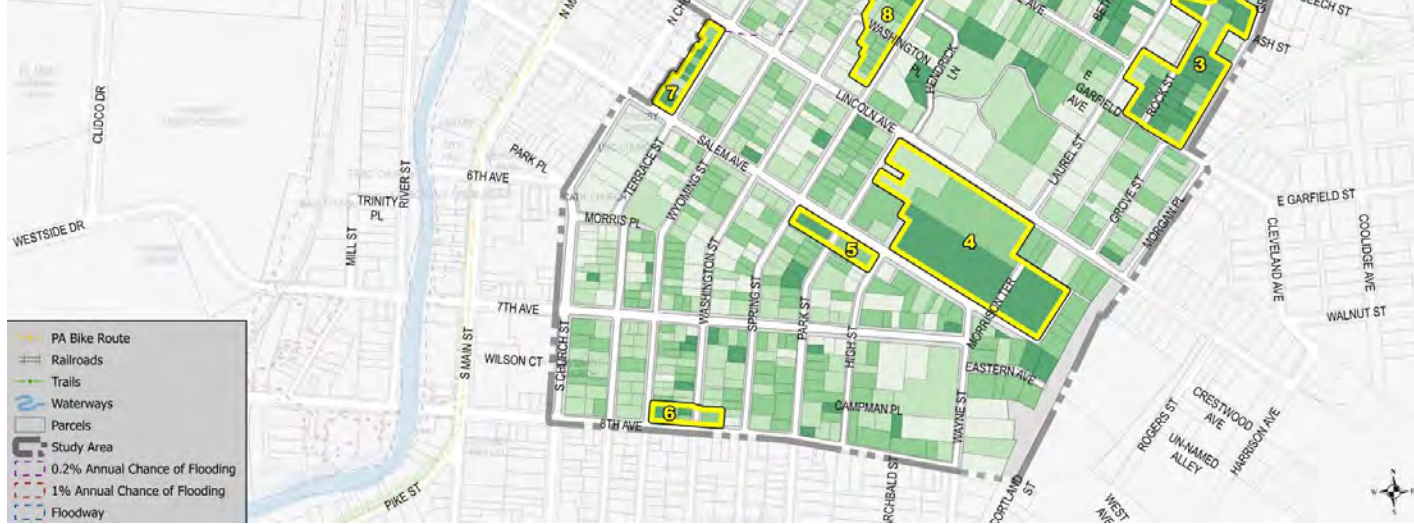 N CHU
N MA
8
WASHINGTON
PL
HENDRICK
LN
AVE
BEECH ST
ASH ST
3
E
GARFIELD
AVE
ROCK ST
7
LINCOLN AVE
SALEM AVE
LAUREL ST
GROVE ST
MORGAN PL
CLIDCO DR
PARK PL
6TH AVE
TERRACE ST
WYOMING ST
RIVER ST
TRINITY
PL
MORRIS PL
E GARFIELD ST
CLEVELAND AVE
COOLIDGE AVE
WESTSIDE DR
MILL ST
WASHINGTON ST
SPRING ST
5
4
PARK ST
HIGH ST
MORRISON TER
7TH AVE
WALNUT ST
S MAIN ST
WILSON CT
S CHURCH ST
EASTERN AVE
CAMPMAN PL
WAYNE ST
6
8TH AVE
CRESTWOOD
AVE
ROGERS ST
HARRISON AVE
UN-NAMED
ALLEY
PIKE ST
ARCHBALD ST
CORTLAND
ST
WEST
AVE
PA Bike Route
Railroads
Trails
Waterways
Parcels
Study Area
0.2% Annual Chance of Flooding
1% Annual Chance of Flooding
Floodway
N
W
E
S